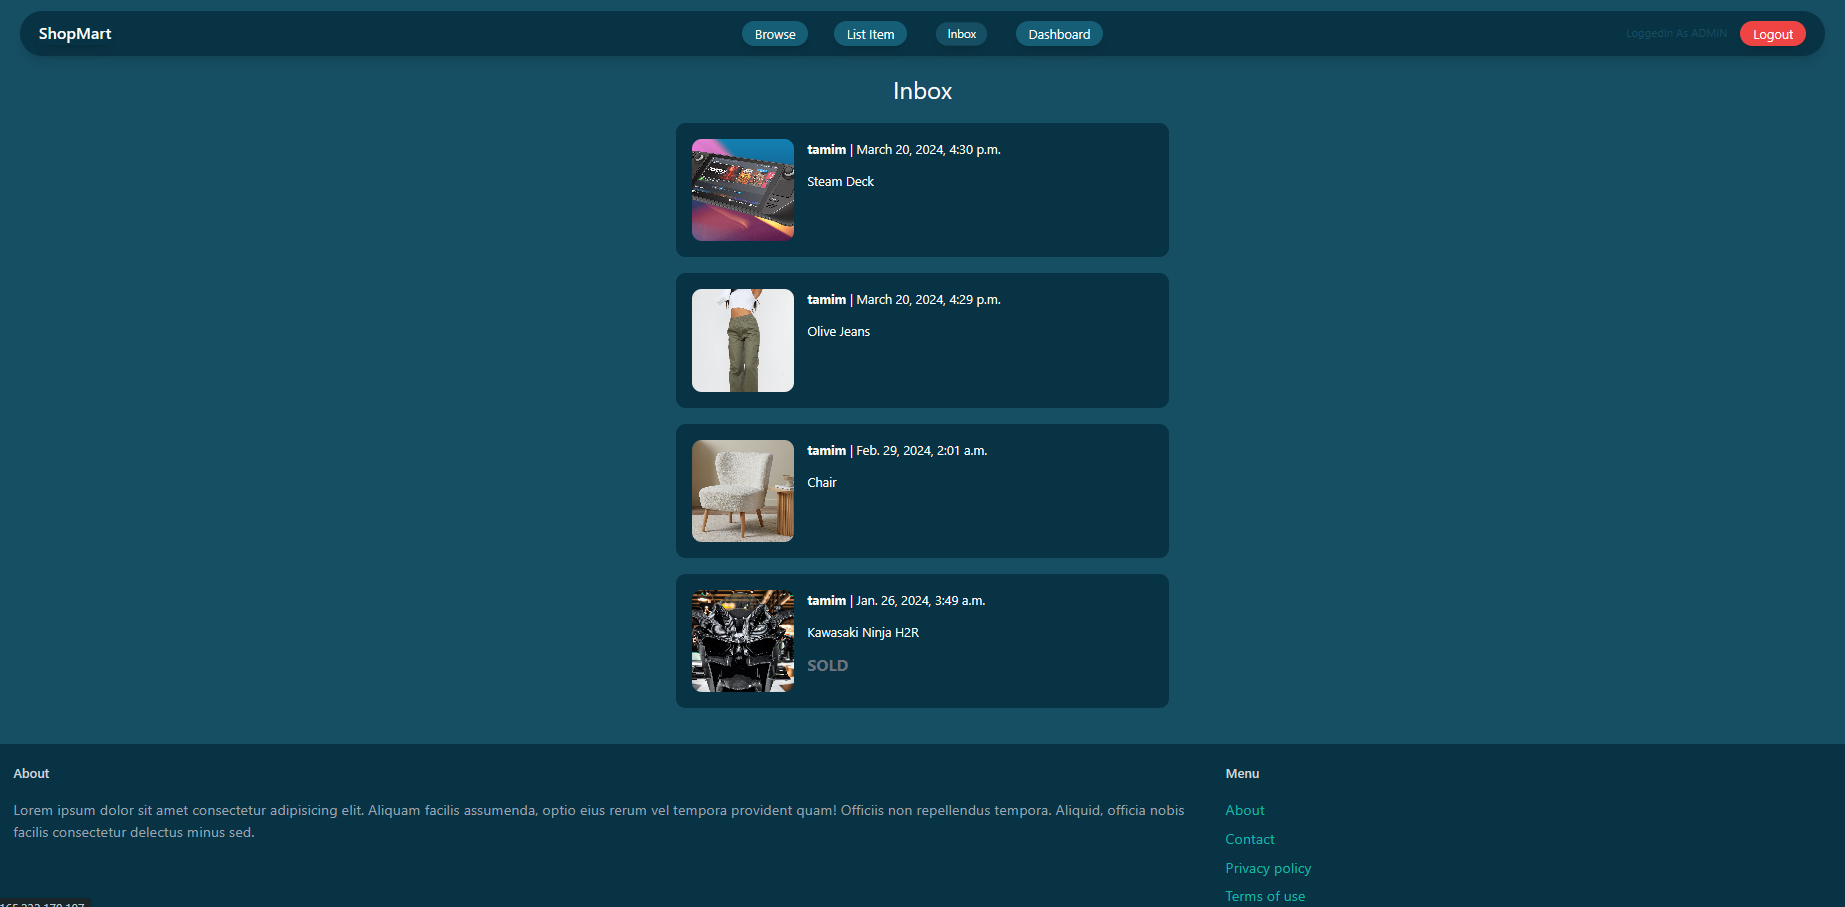 ShopMart
Browse
List Item
Inbox
Dashboard
LoggedIn As ADMIN
Logout
Inbox
tamim | March 20, 2024, 4:30 p.m.
Steam Deck
tamim | March 20, 2024, 4:29 p.m.
Olive Jeans
tamim | Feb. 29, 2024, 2:01 a.m.
Chair
tamim | Jan. 26, 2024, 3:49 a.m.
Kawasaki Ninja H2R
SOLD
About
Lorem ipsum dolor sit amet consectetur adipisicing elit. Aliquam facilis assumenda, optio eius rerum vel tempora provident quam! Officiis non repellendus tempora. Aliquid, officia nobis
facilis consectetur delectus minus sed.
Menu
About
Contact
Privacy policy
Terms of use